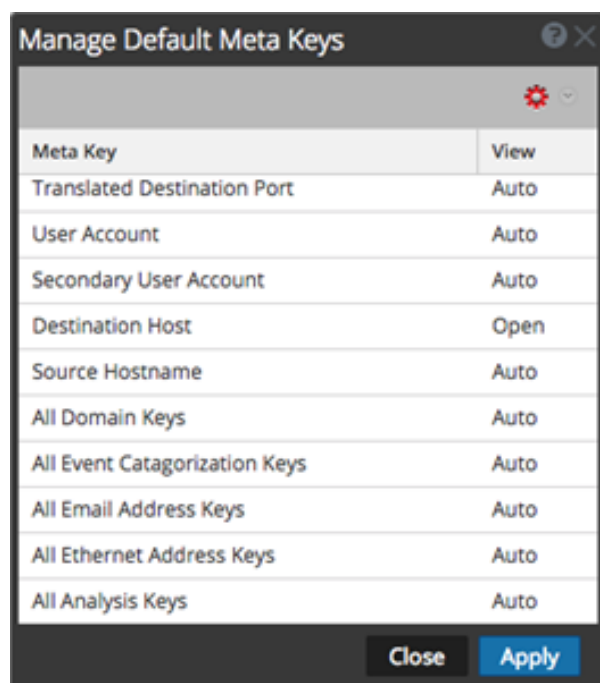 Manage Default Meta Keys
Meta Key View
Translated Destination Port Auto
User Account Auto
Secondary User Account Auto
Destination Host Open
Source Hostname Auto
All Domain Keys Auto
All Event Catagorization Keys Auto
All Email Address Keys Auto
All Ethernet Address Keys Auto
All Analysis Keys Auto
Close Apply